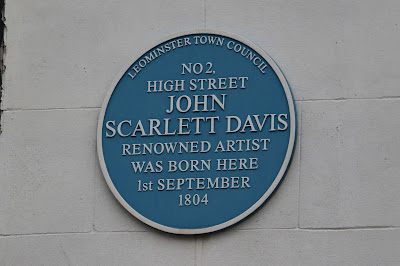 LEOMINSTER TOWN COUNCIL
NO 2,
HIGH STREET
JOHN
SCARLETT DAVIS
RENOWNED ARTIST
WAS BORN HERE
1st SEPTEMBER
1804